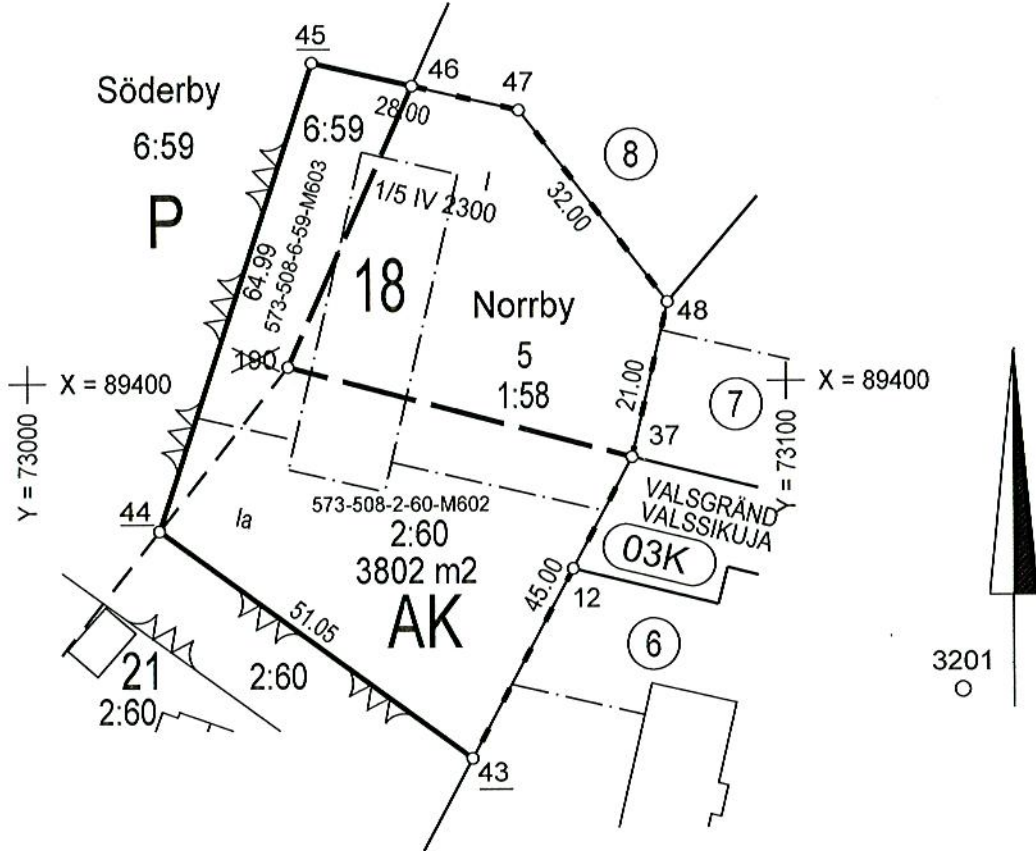 45
46
47
Söderby
6:59
28.00
6:59
8
P
1/5 IV 2300
32.00
64.99
573-508-6-59-M603
18
Norrby
5
1:58
48
190
X = 89400
Y = 73000
21.00
7
X = 89400
Y = 73100
37
44
Ia
573-508-2-60-M602
2:60
3802 m2
AK
VALSGRÄND
VALSSIKUJA
03K
45.00
12
51.05
6
21
2:60
2:60
3201
43